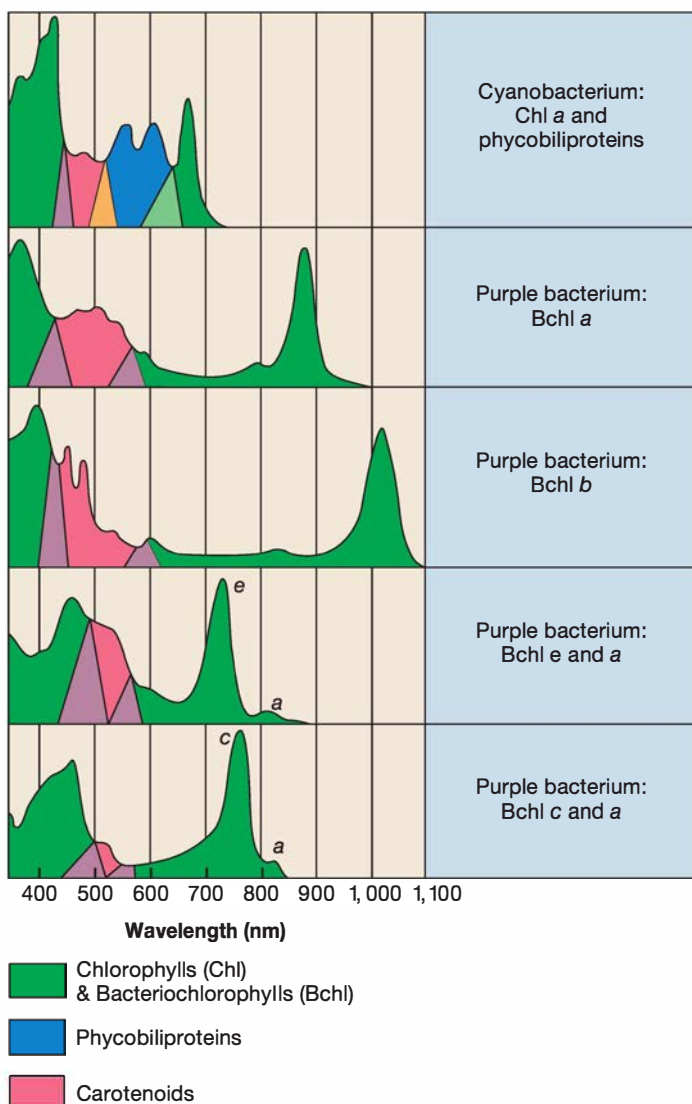 Cyanobacterium:
Chl a and
phycobiliproteins
Purple bacterium:
Bchl a
Purple bacterium:
Bchl b
e
a
Purple bacterium:
Bchl e and a
c
a
Purple bacterium:
Bchl c and a
400 500 600 700 800 900 1,000 1,100
Wavelength (nm)
Chlorophylls (Chl)
& Bacteriochlorophylls (Bchl)
Phycobiliproteins
Carotenoids